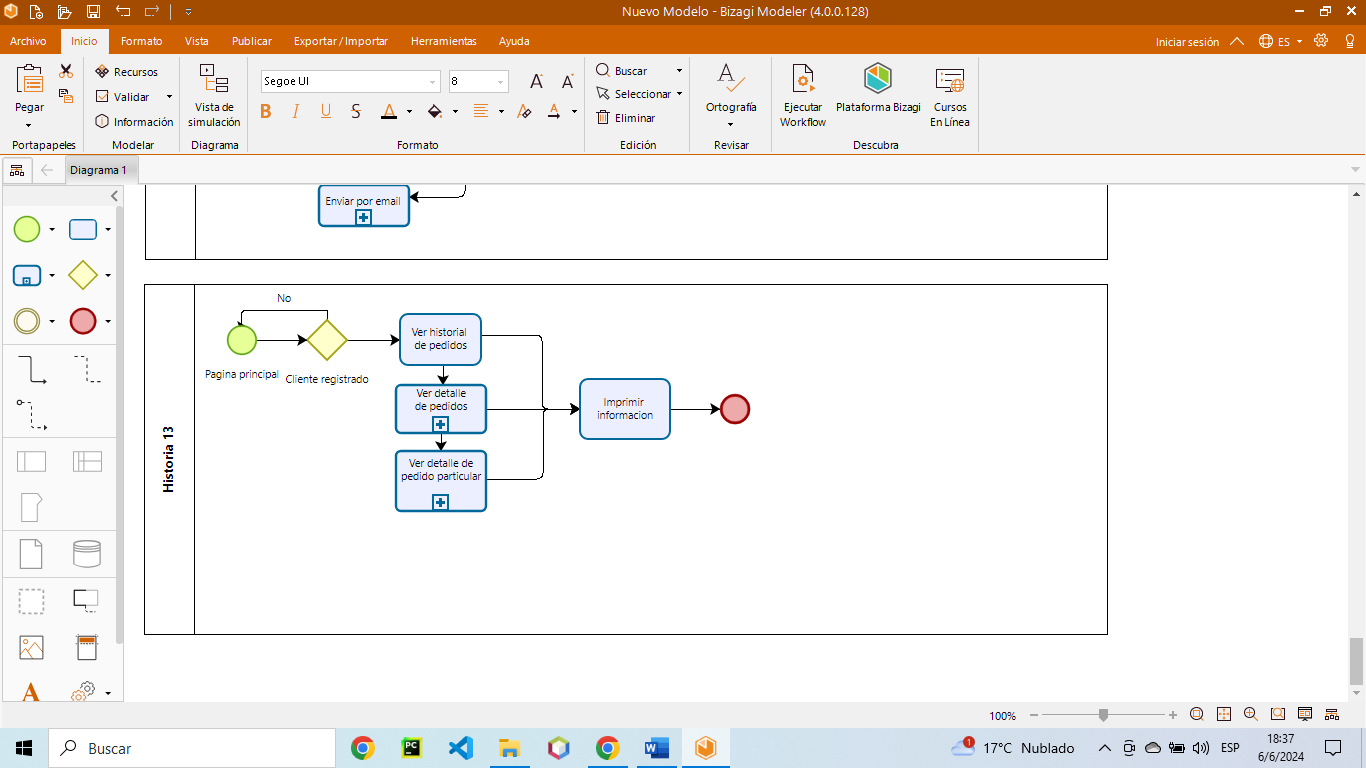 Nuevo Modelo - Bizagi Modeler (4.0.0.128)
Archivo
Inicio
Formato
Vista
Publicar
Exportar / Importar
Herramientas
Ayuda
Iniciar sesión
ES
Pegar
Portapapeles
Recursos
Validar
Información
Modelar
Vista de
simulación
Diagrama
Segoe UI
8
B
I
U
S
A
Formato
Buscar
Seleccionar
Eliminar
Edición
Ortografía
Revisar
Ejecutar
Workflow
Plataforma Bizagi
Cursos
En Línea
Descubra
Diagrama 1
Enviar por email
Historia 13
No
Pagina principal
Cliente registrado
Ver historial
de pedidos
Ver detalle
de pedidos
Ver detalle de
pedido particular
Imprimir
informacion
A
100%
Buscar
PC
W
1
17°C Nublado
ESP
18:37
6/6/2024